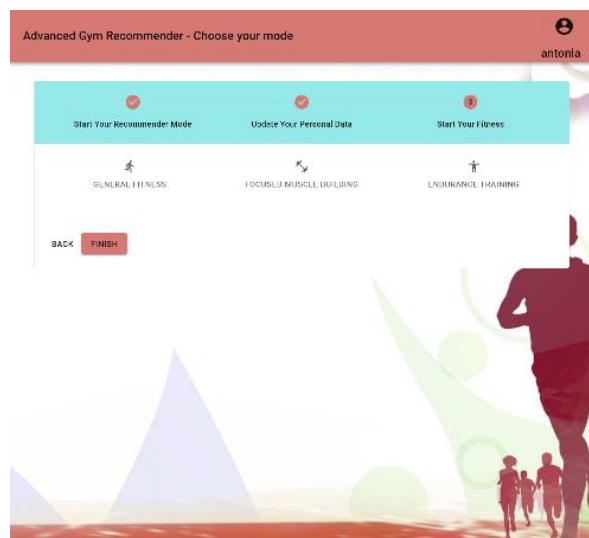 Advanced Gym Recommender - Choose your mode
antonia
3
Start Your Recommender Mode
Update Your Personal Data
Start Your Fitness
GENERAL FITNESS
FOCUSED MUSCLE BUILDING
ENDURANCE TRAINING
BACK
FINISH